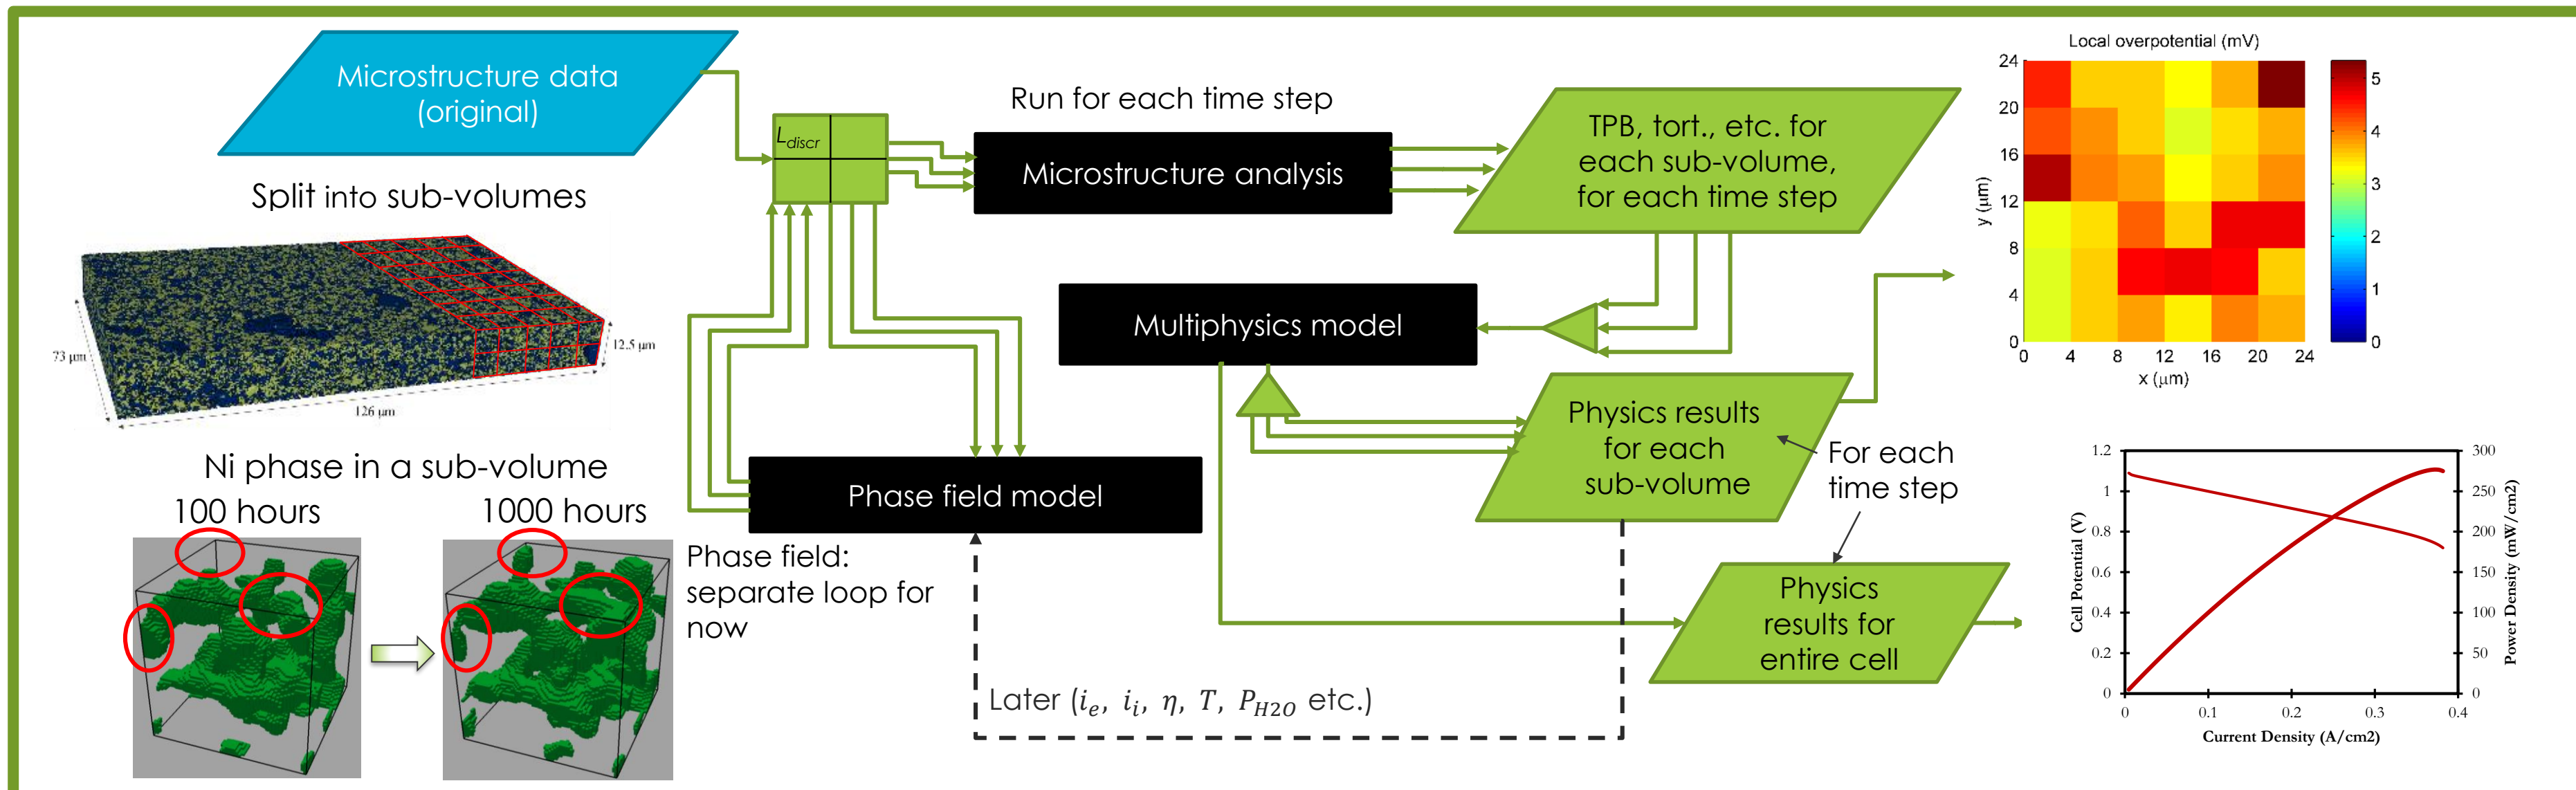 Microstructure data
(original)
Split into sub-volumes
73 µm
126 µm
12.5 µm
Ni phase in a sub-volume
100 hours
1000 hours
L_discr
Run for each time step
Microstructure analysis
TPB, tort., etc. for
each sub-volume,
for each time step
Multiphysics model
Phase field model
Phase field:
separate loop for
now
Physics results
for each
sub-volume
For each
time step
Physics
results for
entire cell
Later (i_e, i_i, η, T, P_H2O etc.)
Local overpotential (mV)
24
20
16
12
8
4
0
y (µm)
0 4 8 12 16 20 24
x (µm)
5
4
3
2
1
0
1.2
1
0.8
0.6
0.4
0.2
0
Cell Potential (V)
300
250
200
150
100
50
0
Power Density (mW/cm2)
0 0.1 0.2 0.3 0.4
Current Density (A/cm2)